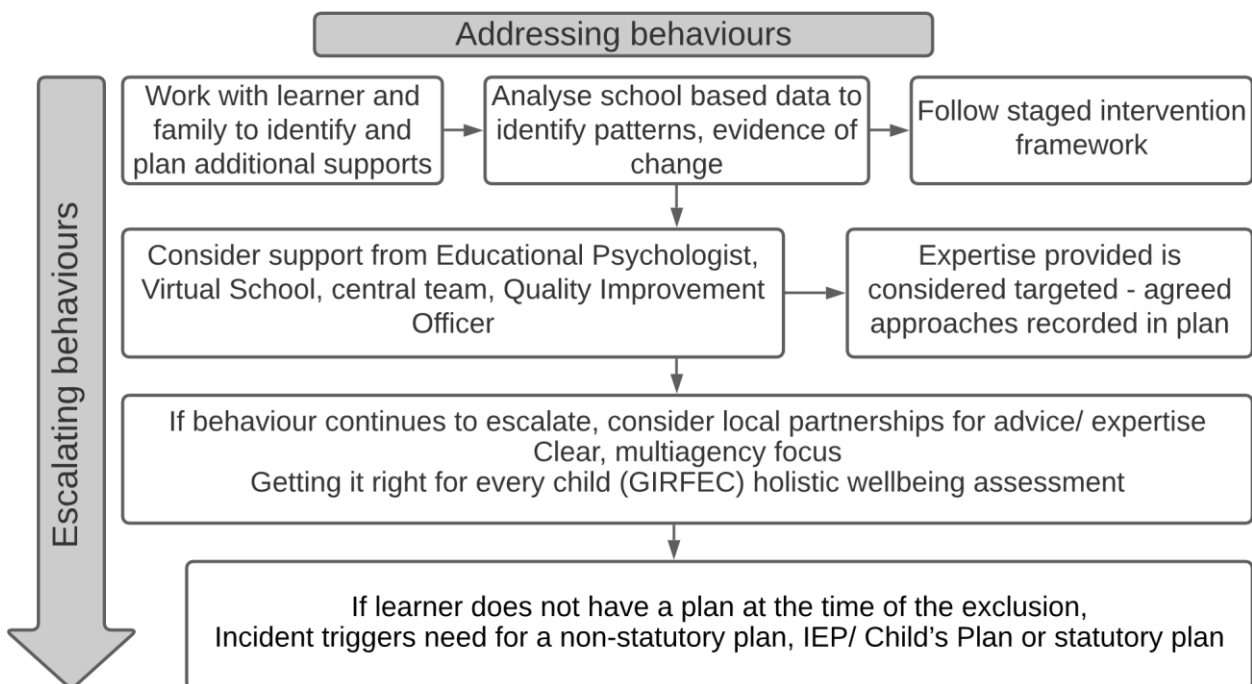 Addressing behaviours
Escalating behaviours
Work with learner and
family to identify and
plan additional supports
Analyse school based data to
identify patterns, evidence of
change
Follow staged intervention
framework
Consider support from Educational Psychologist,
Virtual School, central team, Quality Improvement
Officer
Expertise provided is
considered targeted - agreed
approaches recorded in plan
If behaviour continues to escalate, consider local partnerships for advice/ expertise
Clear, multiagency focus
Getting it right for every child (GIRFEC) holistic wellbeing assessment
If learner does not have a plan at the time of the exclusion,
Incident triggers need for a non-statutory plan, IEP/ Child's Plan or statutory plan